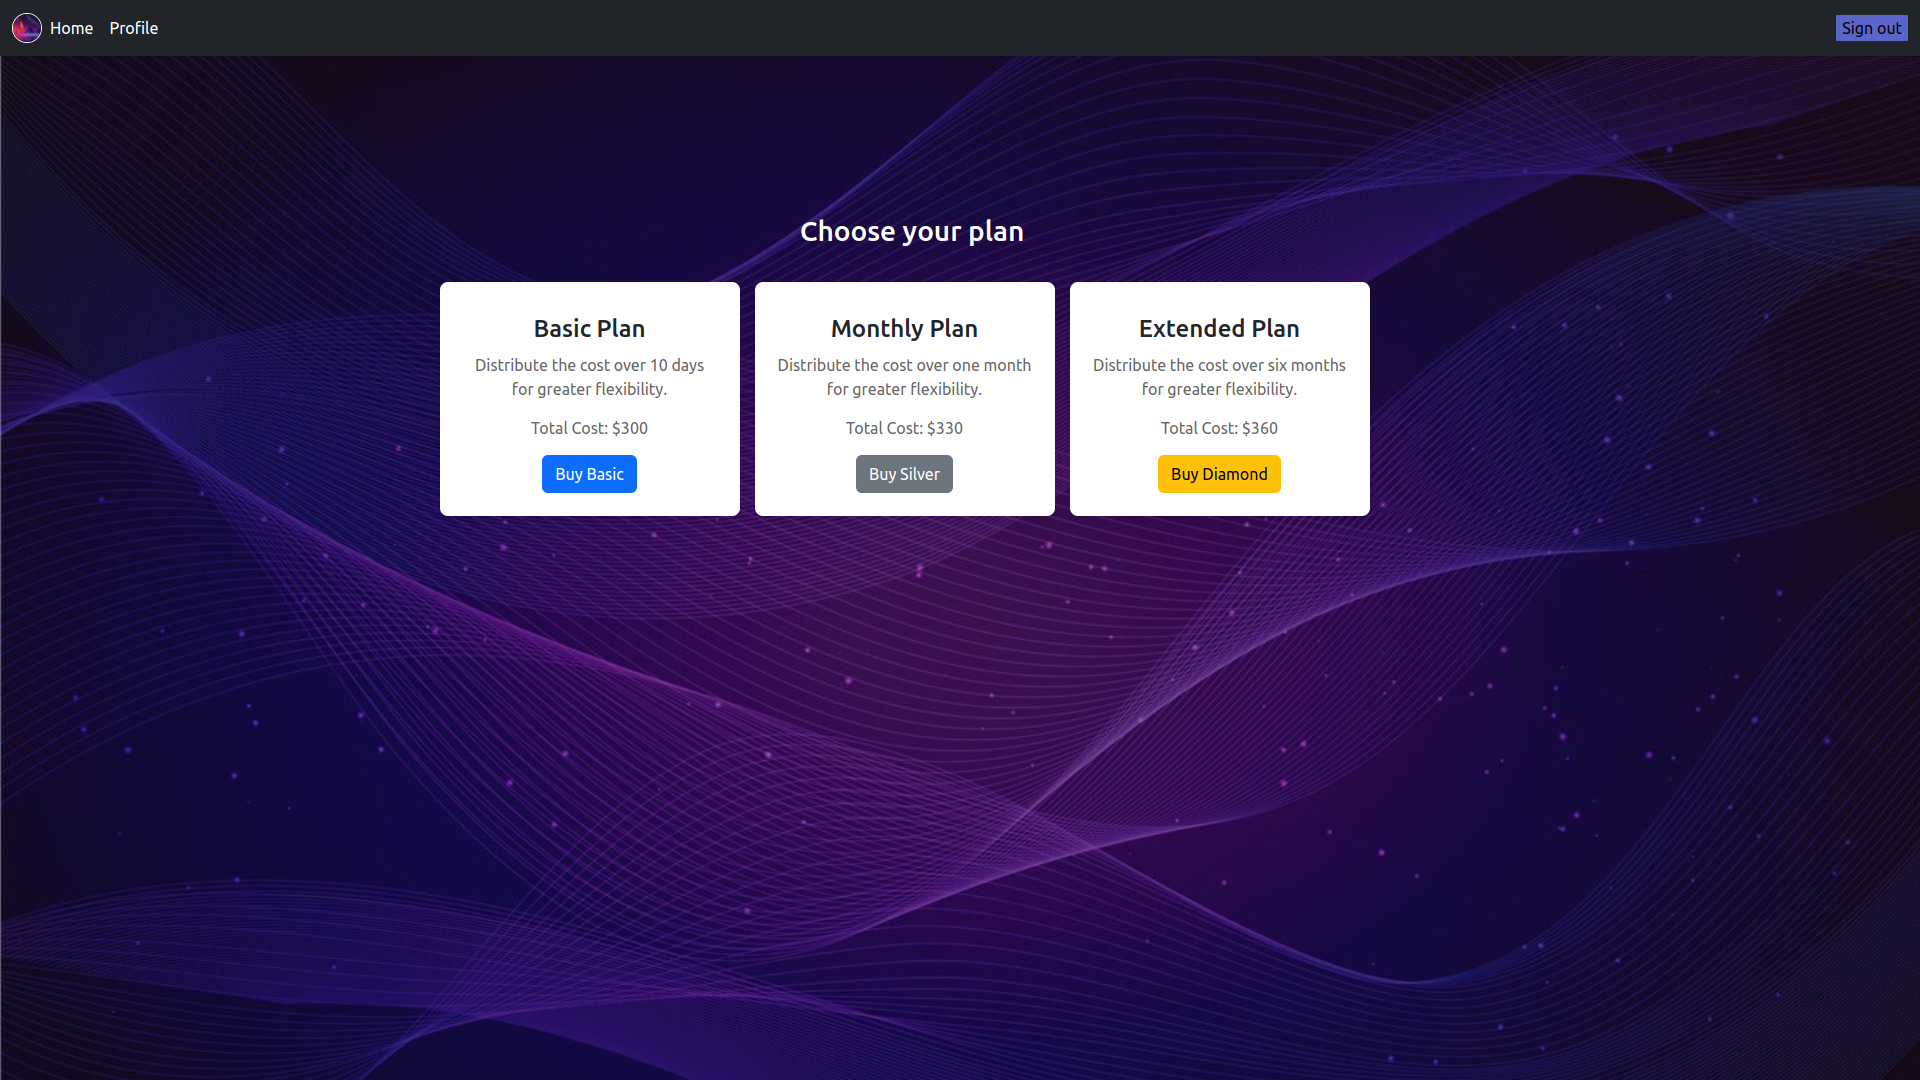 Home Profile Sign out
Choose your plan
Basic Plan
Distribute the cost over 10 days
for greater flexibility.
Total Cost: $300
Buy Basic
Monthly Plan
Distribute the cost over one month
for greater flexibility.
Total Cost: $330
Buy Silver
Extended Plan
Distribute the cost over six months
for greater flexibility.
Total Cost: $360
Buy Diamond